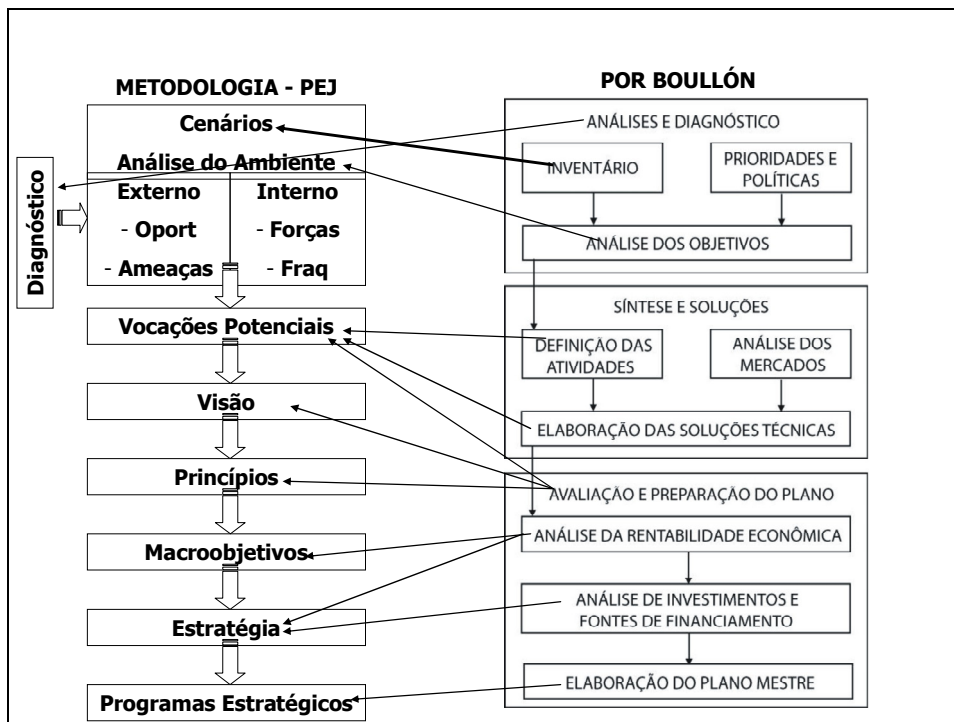 METODOLOGIA - PEJ
Cenários
Análise do Ambiente
Externo
- Oport
- Ameaças
Interno
- Forças
- Fraq
Diagnóstico
Vocações Potenciais
Visão
Princípios
Macroobjetivos
Estratégia
Programas Estratégicos
POR BOULLÓN
ANÁLISES E DIAGNÓSTICO
INVENTÁRIO
PRIORIDADES E
POLÍTICAS
ANÁLISE DOS OBJETIVOS
SÍNTESE E SOLUÇÕES
DEFINIÇÃO DAS
ATIVIDADES
ANÁLISE DOS
MERCADOS
ELABORAÇÃO DAS SOLUÇÕES TÉCNICAS
AVALIAÇÃO E PREPARAÇÃO DO PLANO
ANÁLISE DA RENTABILIDADE ECONÔMICA
ANÁLISE DE INVESTIMENTOS E
FONTES DE FINANCIAMENTO
ELABORAÇÃO DO PLANO MESTRE